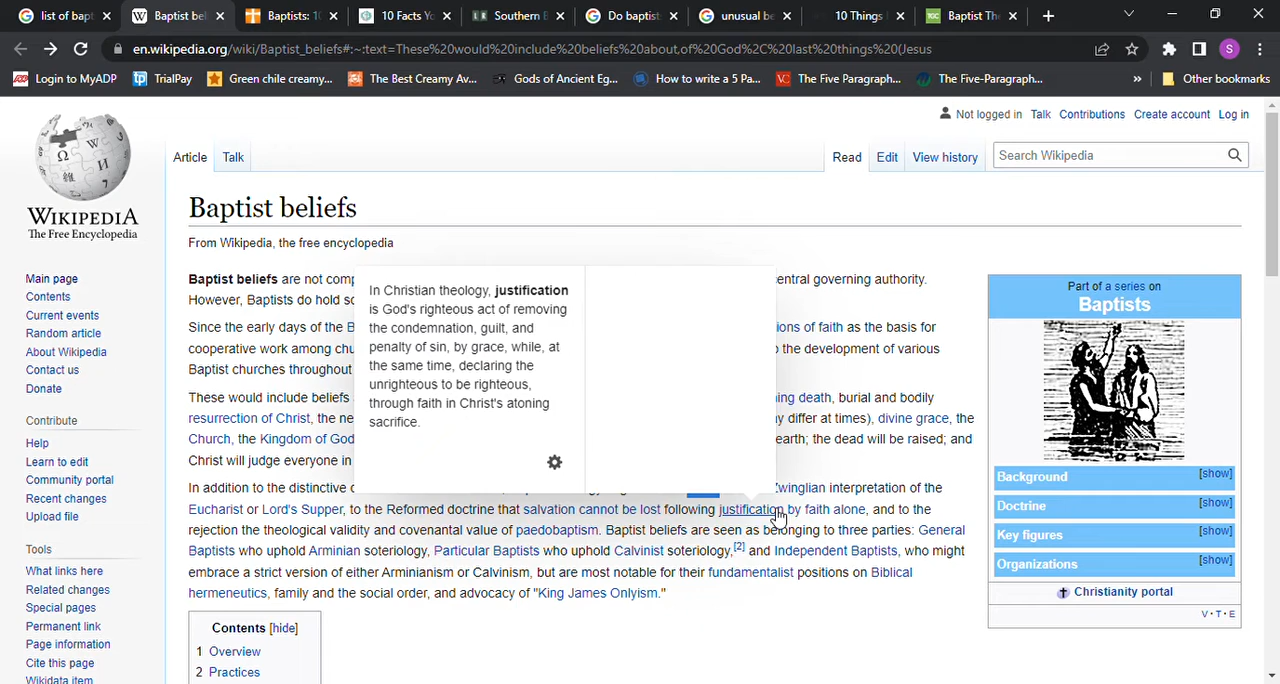 list of bapt
Baptist bel
Baptists: 10
10 Facts Yo
Southern B
Do baptist
unusual be
10 Things
TGC
Baptist The
en.wikipedia.org/wiki/Baptist_beliefs#:~:text=These%20would%20include%20beliefs%20about,of%20God%2C%20last%20things%20(Jesus
S
Login to MyADP
TrialPay
Green chile creamy...
The Best Creamy Av...
Gods of Ancient Eg...
How to write a 5 Pa...
The Five Paragraph...
The Five-Paragraph...
»
Other bookmarks
Not logged in Talk Contributions Create account Log in
Article Talk
Read Edit View history
Search Wikipedia
WIKIPEDIA
The Free Encyclopedia
Main page
Contents
Current events
Random article
About Wikipedia
Contact us
Donate
Contribute
Help
Learn to edit
Community portal
Recent changes
Upload file
Tools
What links here
Related changes
Special pages
Permanent link
Page information
Cite this page
Wikidata item
Baptist beliefs
From Wikipedia, the free encyclopedia
Baptist beliefs are not comp
entral governing authority.
However, Baptists do hold so
Since the early days of the B
ions of faith as the basis for
cooperative work among chu
the development of various
Baptist churches throughout
These would include beliefs
ing death, burial and bodily
resurrection of Christ, the ne
y differ at times), divine grace, the
Church, the Kingdom of God
earth; the dead will be raised; and
Christ will judge everyone in
In Christian theology, justification
is God's righteous act of removing
the condemnation, guilt, and
penalty of sin, by grace, while, at
the same time, declaring the
unrighteous to be righteous,
through faith in Christ's atoning
sacrifice.
In addition to the distinctive
Zwinglian interpretation of the
Eucharist or Lord's Supper, to the Reformed doctrine that salvation cannot be lost following justification by faith alone, and to the
rejection the theological validity and covenantal value of paedobaptism. Baptist beliefs are seen as belonging to three parties: General
Baptists who uphold Arminian soteriology, Particular Baptists who uphold Calvinist soteriology,[2] and Independent Baptists, who might
embrace a strict version of either Arminianism or Calvinism, but are most notable for their fundamentalist positions on Biblical
hermeneutics, family and the social order, and advocacy of "King James Onlyism."
Contents [hide]
1 Overview
2 Practices
Part of a series on
Baptists
Background [show]
Doctrine [show]
Key figures [show]
Organizations [show]
Christianity portal
V·T·E